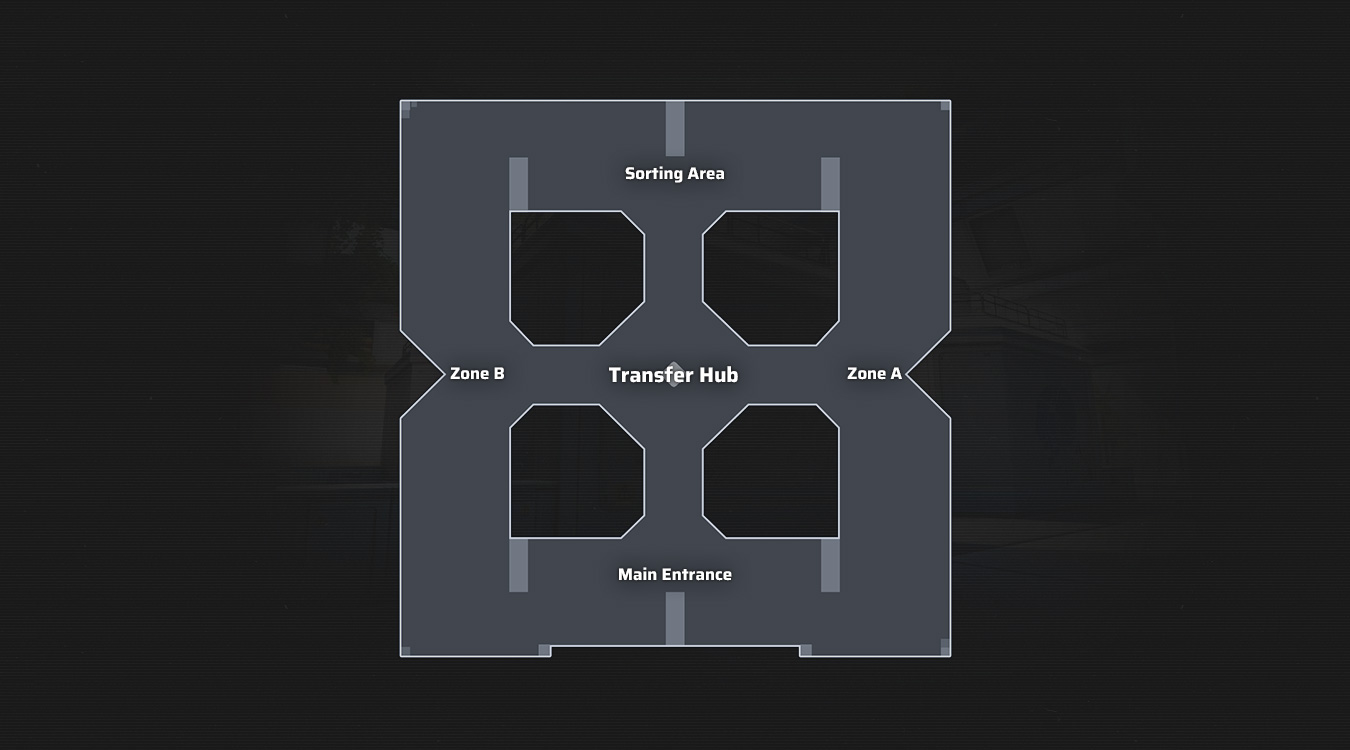 Sorting Area
Zone B
Transfer Hub
Zone A
Main Entrance